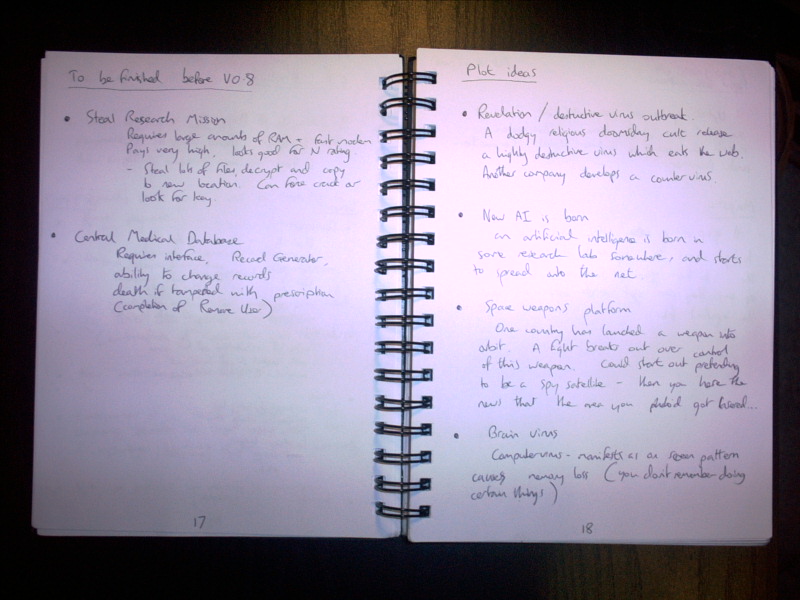 To be finished before V0.8
• Steal Research Mission
Requires large amounts of RAM + fast modem
Pays very high, looks good for N rating.
- Steal lots of files, decrypt and copy
to new location. Can force crack or
look for key.
• Central Medical Database
Requires interface, Record Generator,
ability to change records
death if tampered with prescription
(completion of Remove User)
17
Plot ideas
• Revelation / destructive virus outbreak.
A dodgy religious doomsday cult release
a highly destructive virus which eats the web.
Another company develops a counter virus.
• New AI is born
an artificial intelligence is born in
some research labs somewhere, and starts
to spread into the net.
• Space weapons platform
One country has launched a weapon into
orbit. A fight breaks out over control
of this weapon. Could start out pretending
to be a spy satellite - then you hear the
news that the area you photo'd got lasered...
• Brain virus
Computer virus - manifests as an screen pattern
causes memory loss (you don't remember doing
certain things)
18